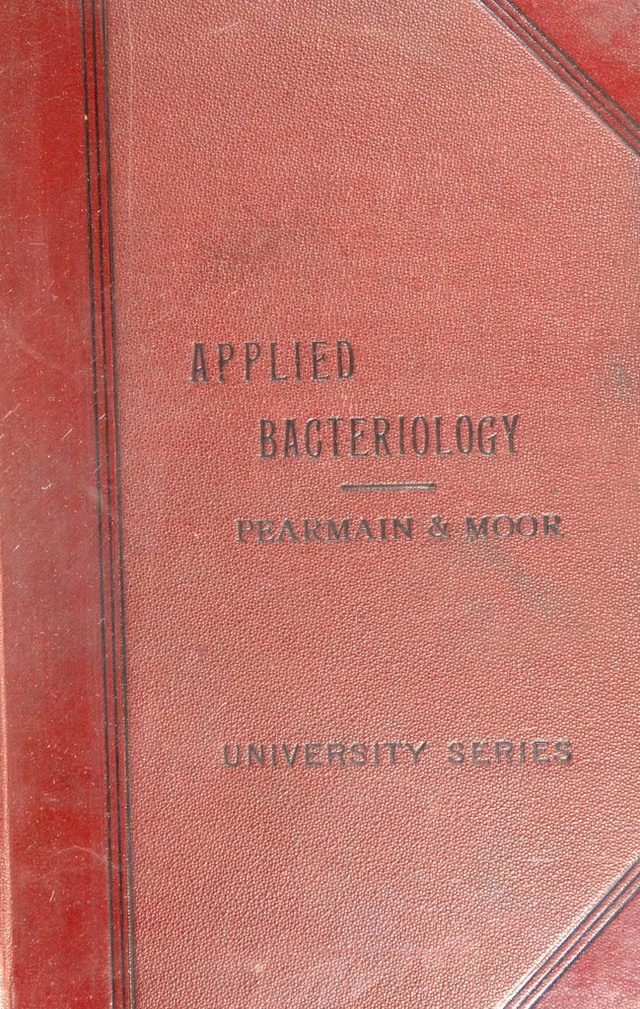 APPLIED
BACTERIOLOGY
PEARMAIN & MOOR
UNIVERSITY SERIES